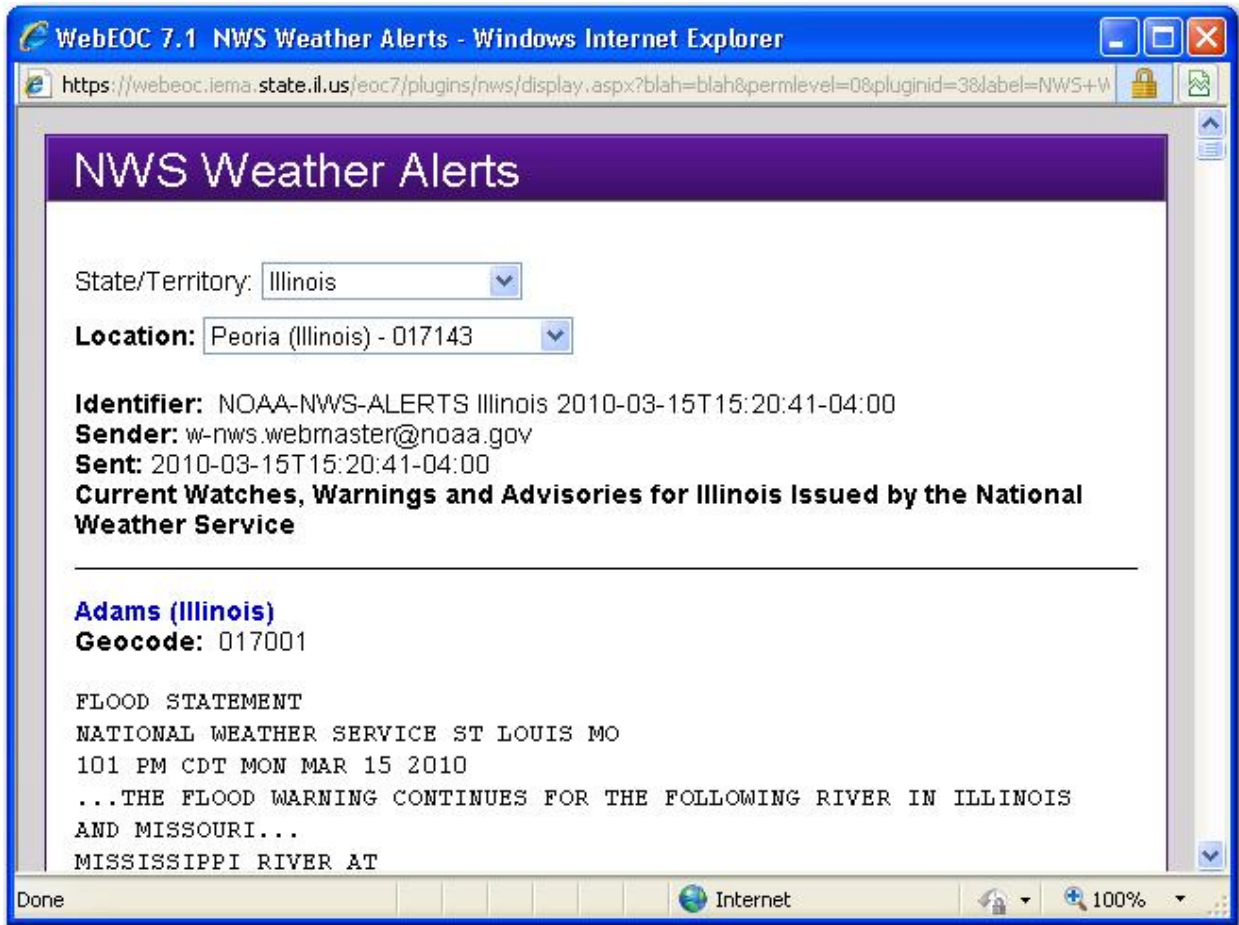 WebEOC 7.1 NWS Weather Alerts - Windows Internet Explorer
https://webeoc.iema.state.il.us/eoc7/plugins/nws/display.aspx?blah=blah&permlevel=0&pluginid=3&label=NWS+W
NWS Weather Alerts
State/Territory: Illinois
Location: Peoria (Illinois) - 017143
Identifier: NOAA-NWS-ALERTS Illinois 2010-03-15T15:20:41-04:00
Sender: w-nws.webmaster@noaa.gov
Sent: 2010-03-15T15:20:41-04:00
Current Watches, Warnings and Advisories for Illinois Issued by the National
Weather Service
Adams (Illinois)
Geocode: 017001
FLOOD STATEMENT
NATIONAL WEATHER SERVICE ST LOUIS MO
101 PM CDT MON MAR 15 2010
...THE FLOOD WARNING CONTINUES FOR THE FOLLOWING RIVER IN ILLINOIS
AND MISSOURI...
MISSISSIPPI RIVER AT
Done Internet 100%